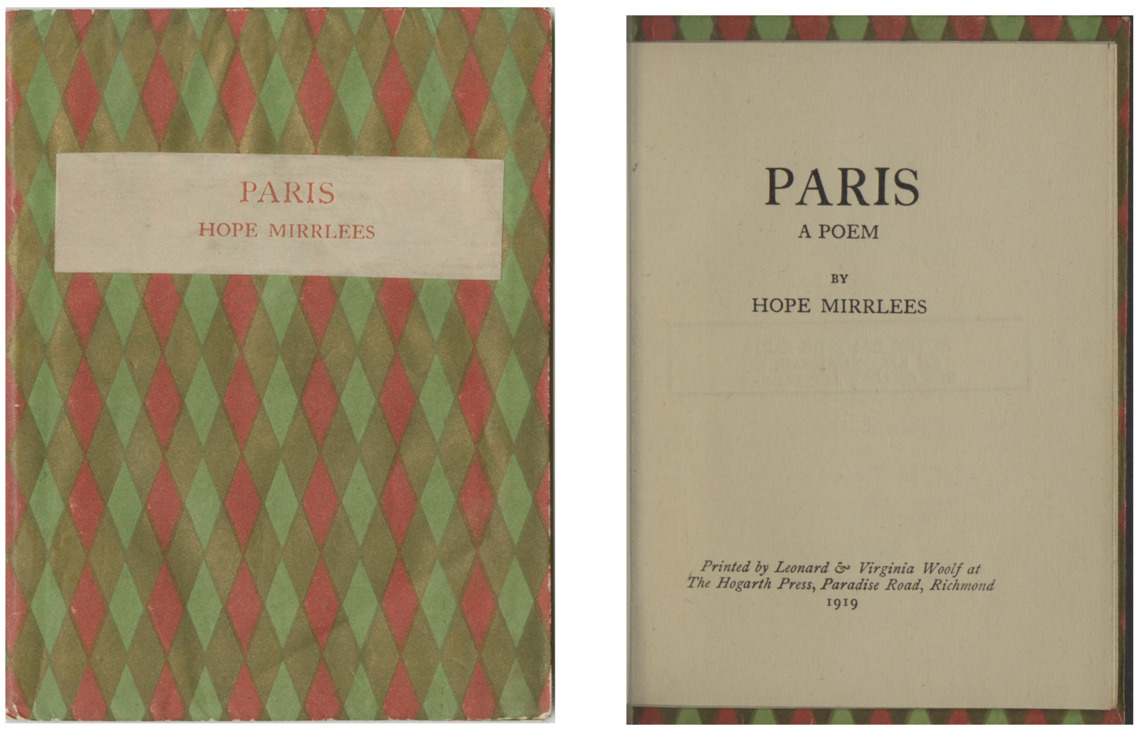 PARIS
HOPE MIRRLEES
PARIS
A POEM
BY
HOPE MIRRLEES
Printed by Leonard & Virginia Woolf at
The Hogarth Press, Paradise Road, Richmond
1919